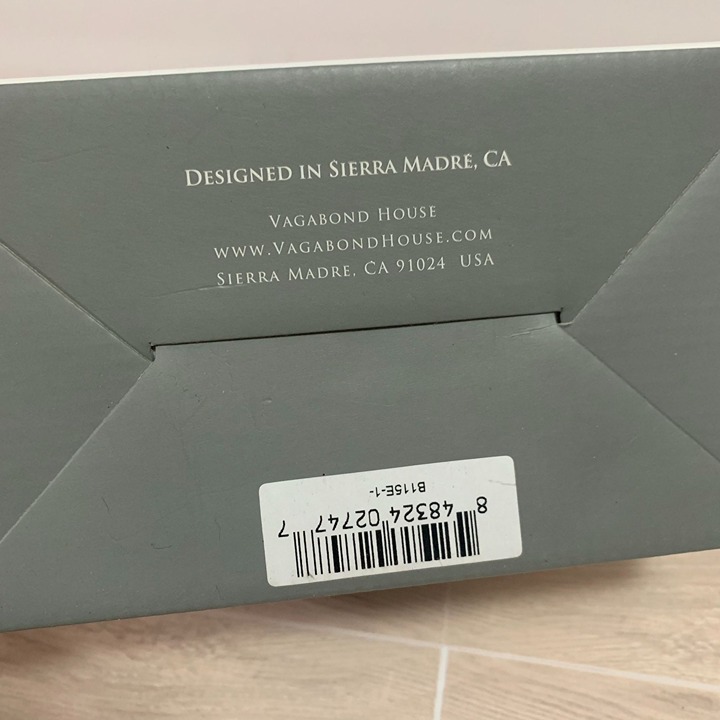 DESIGNED IN SIERRA MADRÉ, CA
VAGABOND HOUSE
WWW.VAGABONDHOUSE.COM
SIERRA MADRE, CA 91024 USA
B115E-1-
8 48324 02747 7